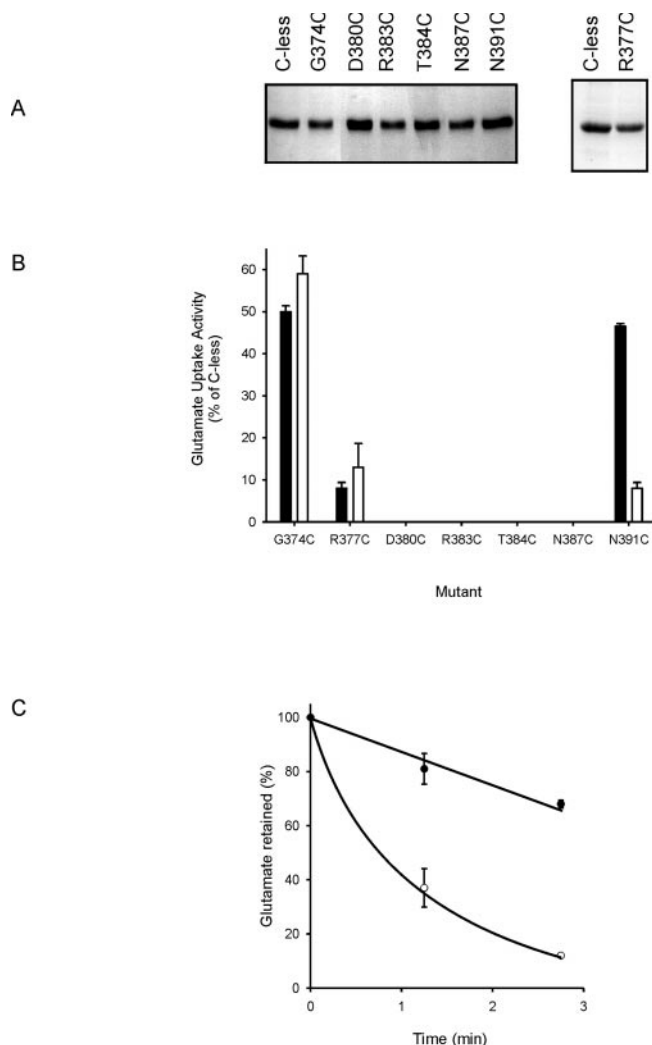 C-less G374C D380C R383C T384C N387C N391C C-less R377C
A
B
Glutamate Uptake Activity
(% of C-less)
60
50
40
30
20
10
0
G374C R377C D380C R383C T384C N387C N391C
Mutant
C
Glutamate retained (%)
100
80
60
40
20
0
0 1 2 3
Time (min)